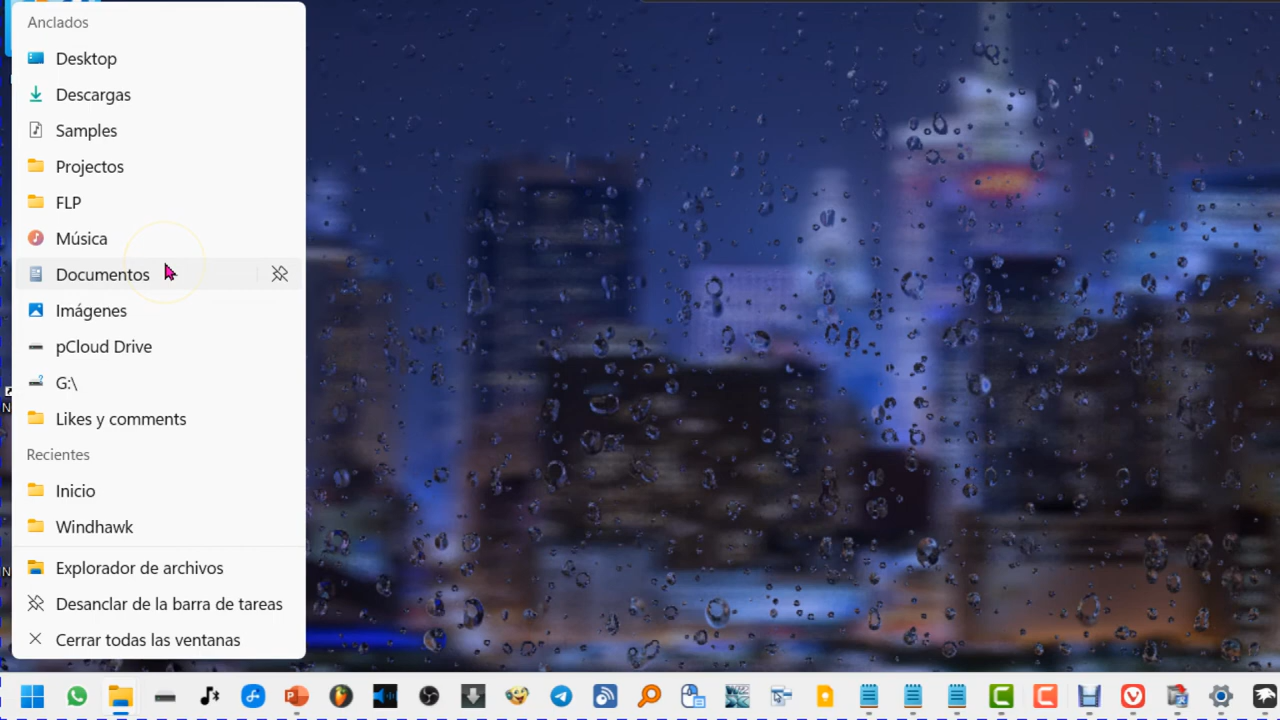 Anclados
Desktop
Descargas
Samples
Projectos
FLP
Música
Documentos
Imágenes
pCloud Drive
G:\
Likes y comments
Recientes
Inicio
Windhawk
Explorador de archivos
Desanclar de la barra de tareas
Cerrar todas las ventanas